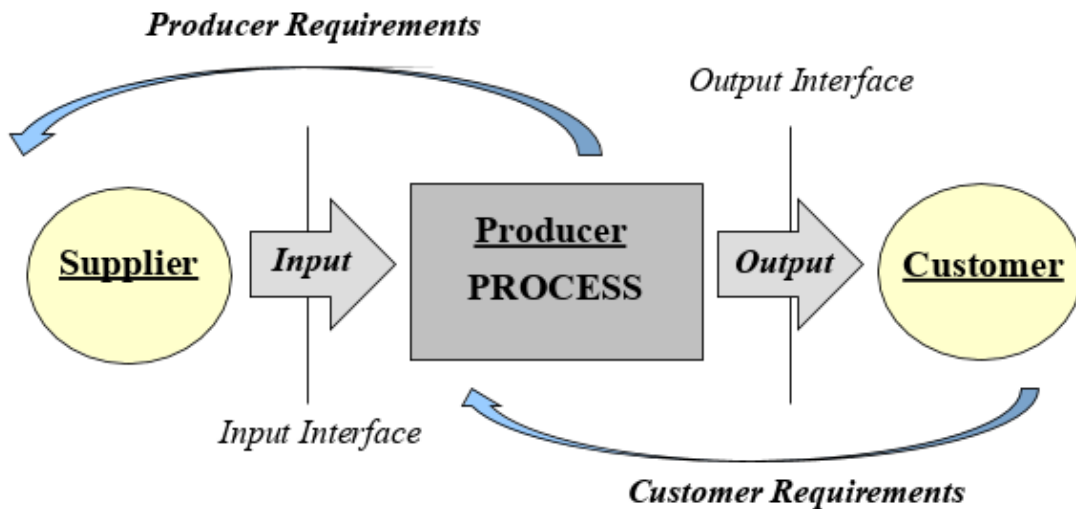 Producer Requirements
Output Interface
Supplier
Input
Producer
PROCESS
Output
Customer
Input Interface
Customer Requirements